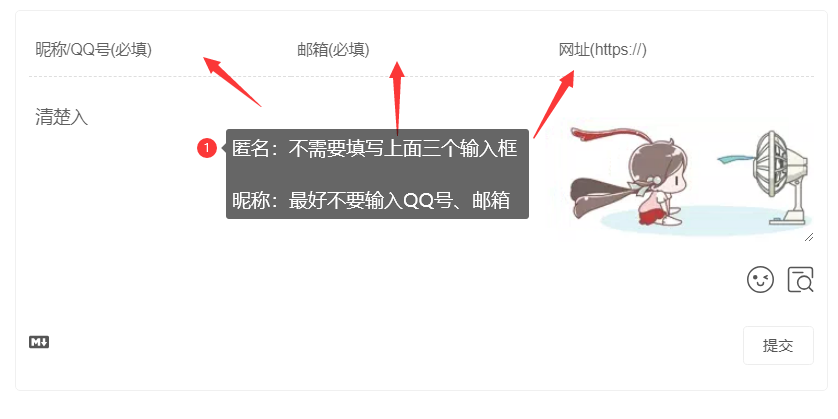 昵称/QQ号(必填) 邮箱(必填) 网址(https://)
清楚入
1 匿名：不需要填写上面三个输入框
昵称：最好不要输入QQ号、邮箱
M↓
提交